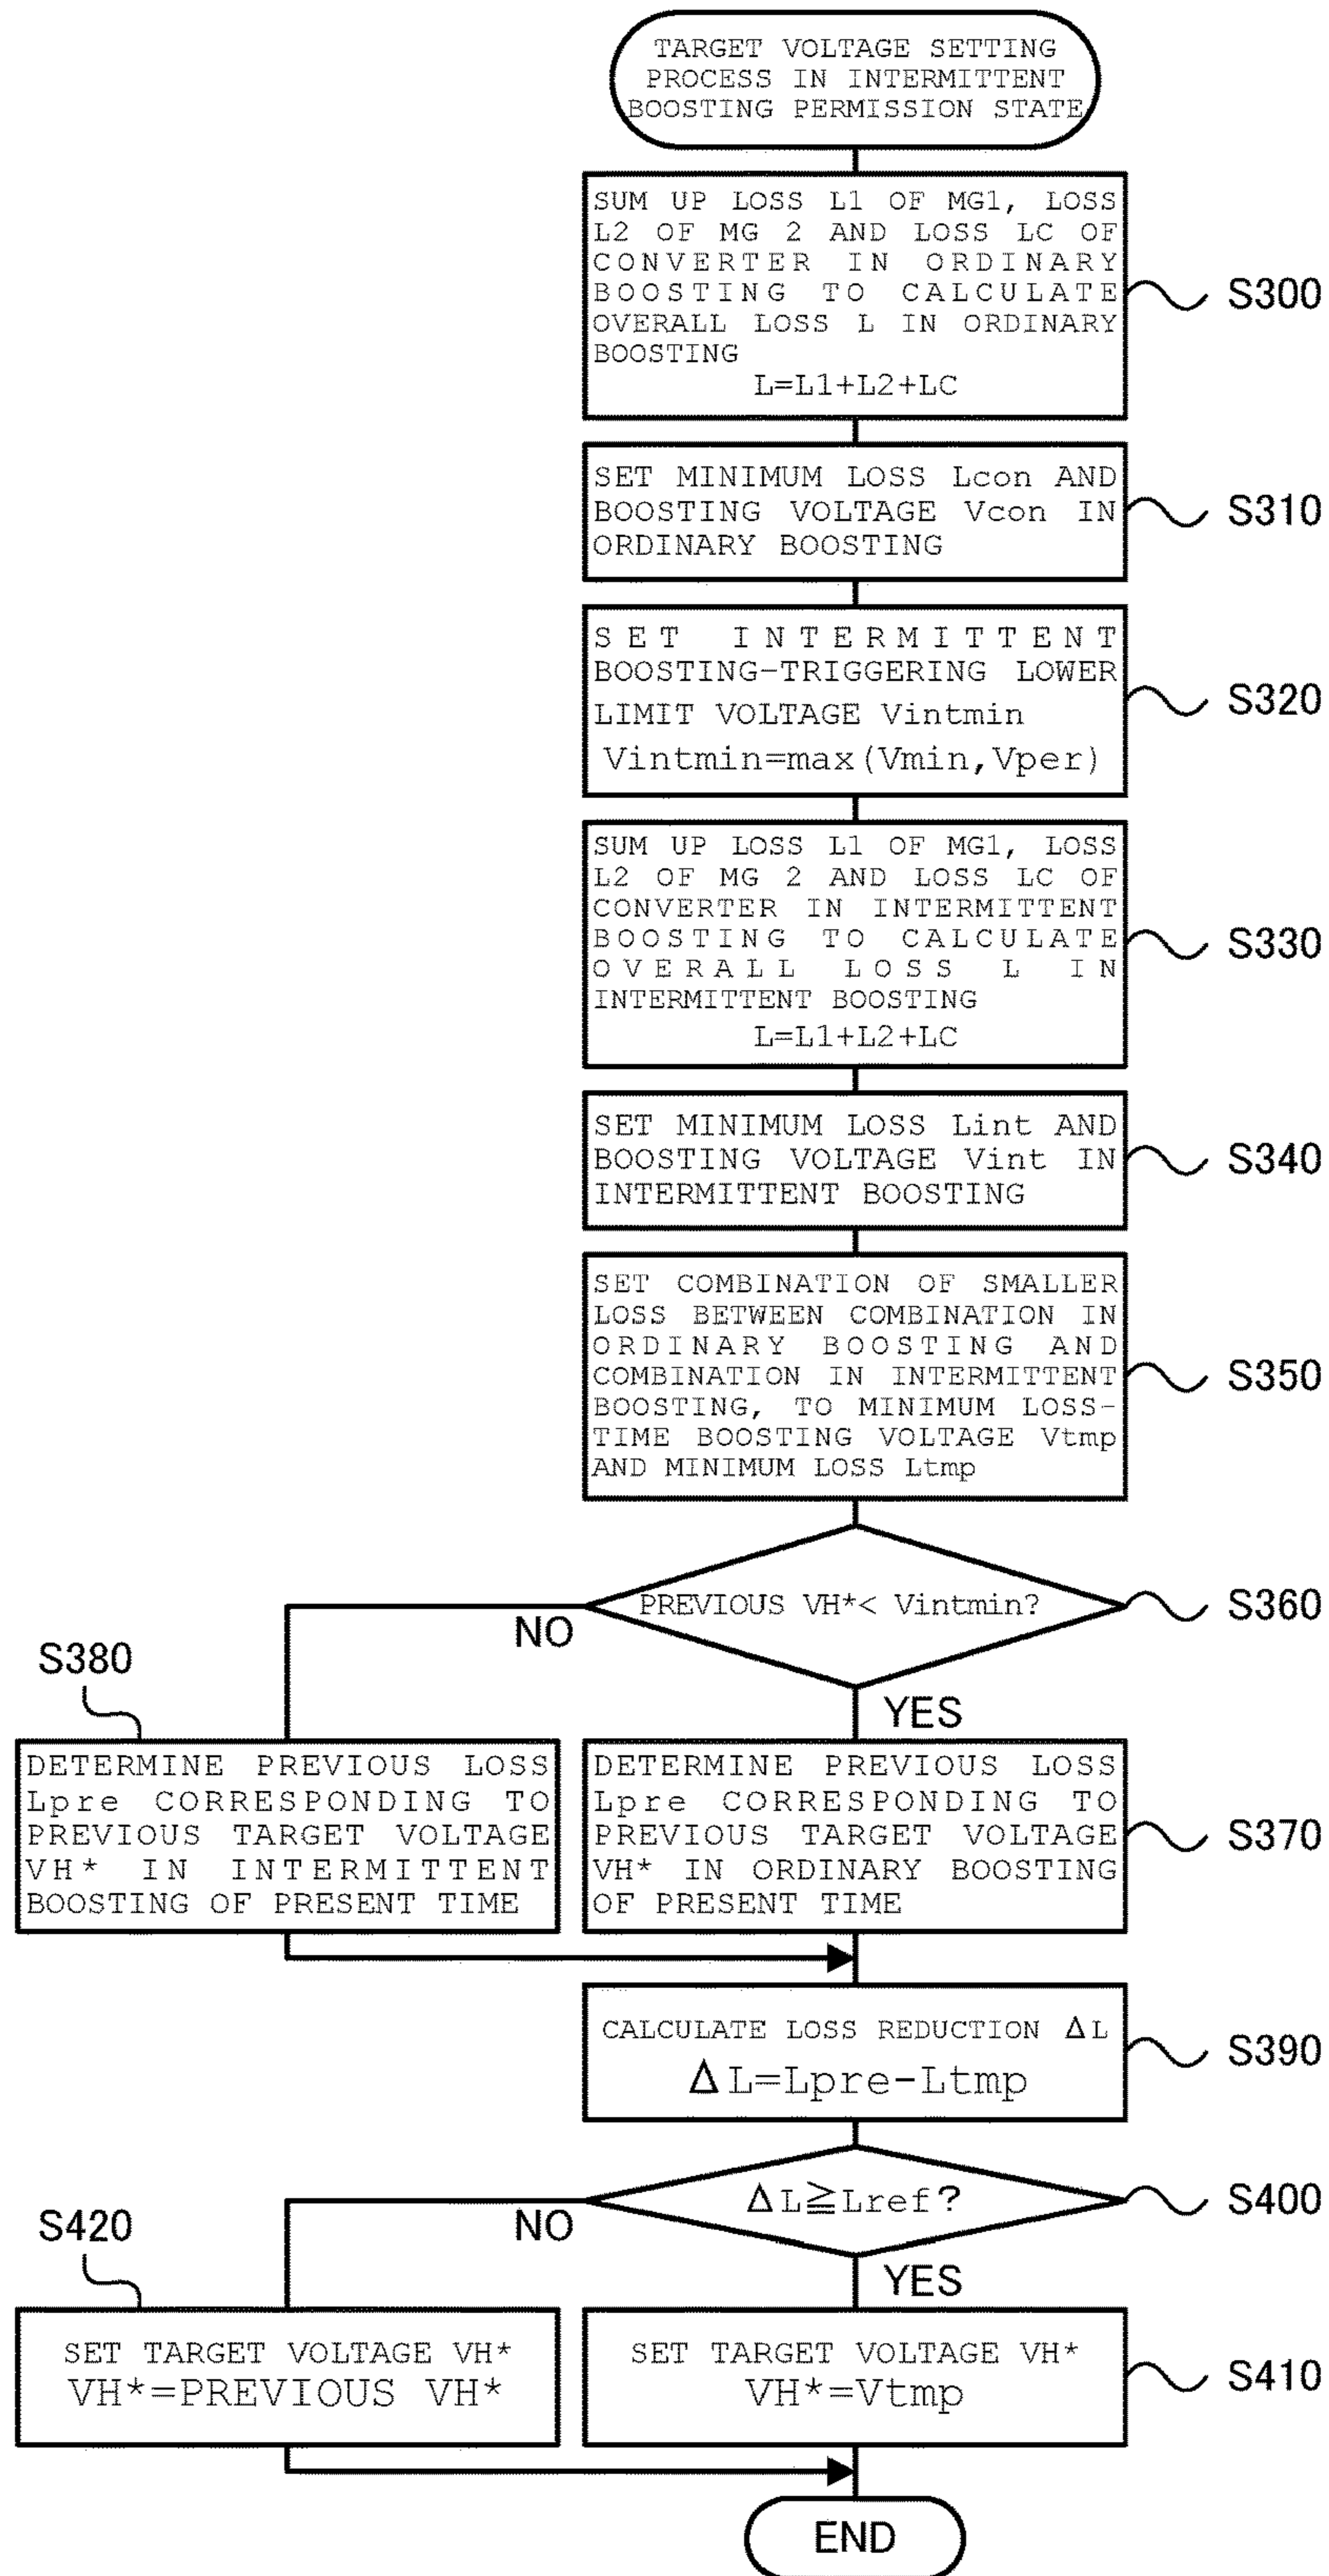 TARGET VOLTAGE SETTING
PROCESS IN INTERMITTENT
BOOSTING PERMISSION STATE
SUM UP LOSS L1 OF MG1, LOSS
L2 OF MG 2 AND LOSS LC OF
CONVERTER IN ORDINARY
BOOSTING TO CALCULATE
OVERALL LOSS L IN ORDINARY
BOOSTING
L=L1+L2+LC
S300
SET MINIMUM LOSS Lcon AND
BOOSTING VOLTAGE Vcon IN
ORDINARY BOOSTING
S310
SET INTERMITTENT
BOOSTING-TRIGGERING LOWER
LIMIT VOLTAGE Vintmin
Vintmin=max(Vmin,Vper)
S320
SUM UP LOSS L1 OF MG1, LOSS
L2 OF MG 2 AND LOSS LC OF
CONVERTER IN INTERMITTENT
BOOSTING TO CALCULATE
OVERALL LOSS L IN
INTERMITTENT BOOSTING
L=L1+L2+LC
S330
SET MINIMUM LOSS Lint AND
BOOSTING VOLTAGE Vint IN
INTERMITTENT BOOSTING
S340
SET COMBINATION OF SMALLER
LOSS BETWEEN COMBINATION IN
ORDINARY BOOSTING AND
COMBINATION IN INTERMITTENT
BOOSTING, TO MINIMUM LOSS-
TIME BOOSTING VOLTAGE Vtmp
AND MINIMUM LOSS Ltmp
S350
PREVIOUS VH*< Vintmin?
S360
NO
YES
S380
DETERMINE PREVIOUS LOSS
Lpre CORRESPONDING TO
PREVIOUS TARGET VOLTAGE
VH* IN INTERMITTENT
BOOSTING OF PRESENT TIME
DETERMINE PREVIOUS LOSS
Lpre CORRESPONDING TO
PREVIOUS TARGET VOLTAGE
VH* IN ORDINARY BOOSTING
OF PRESENT TIME
S370
CALCULATE LOSS REDUCTION ΔL
ΔL=Lpre-Ltmp
S390
ΔL≧Lref?
S400
NO
YES
S420
SET TARGET VOLTAGE VH*
VH*=PREVIOUS VH*
SET TARGET VOLTAGE VH*
VH*=Vtmp
S410
END